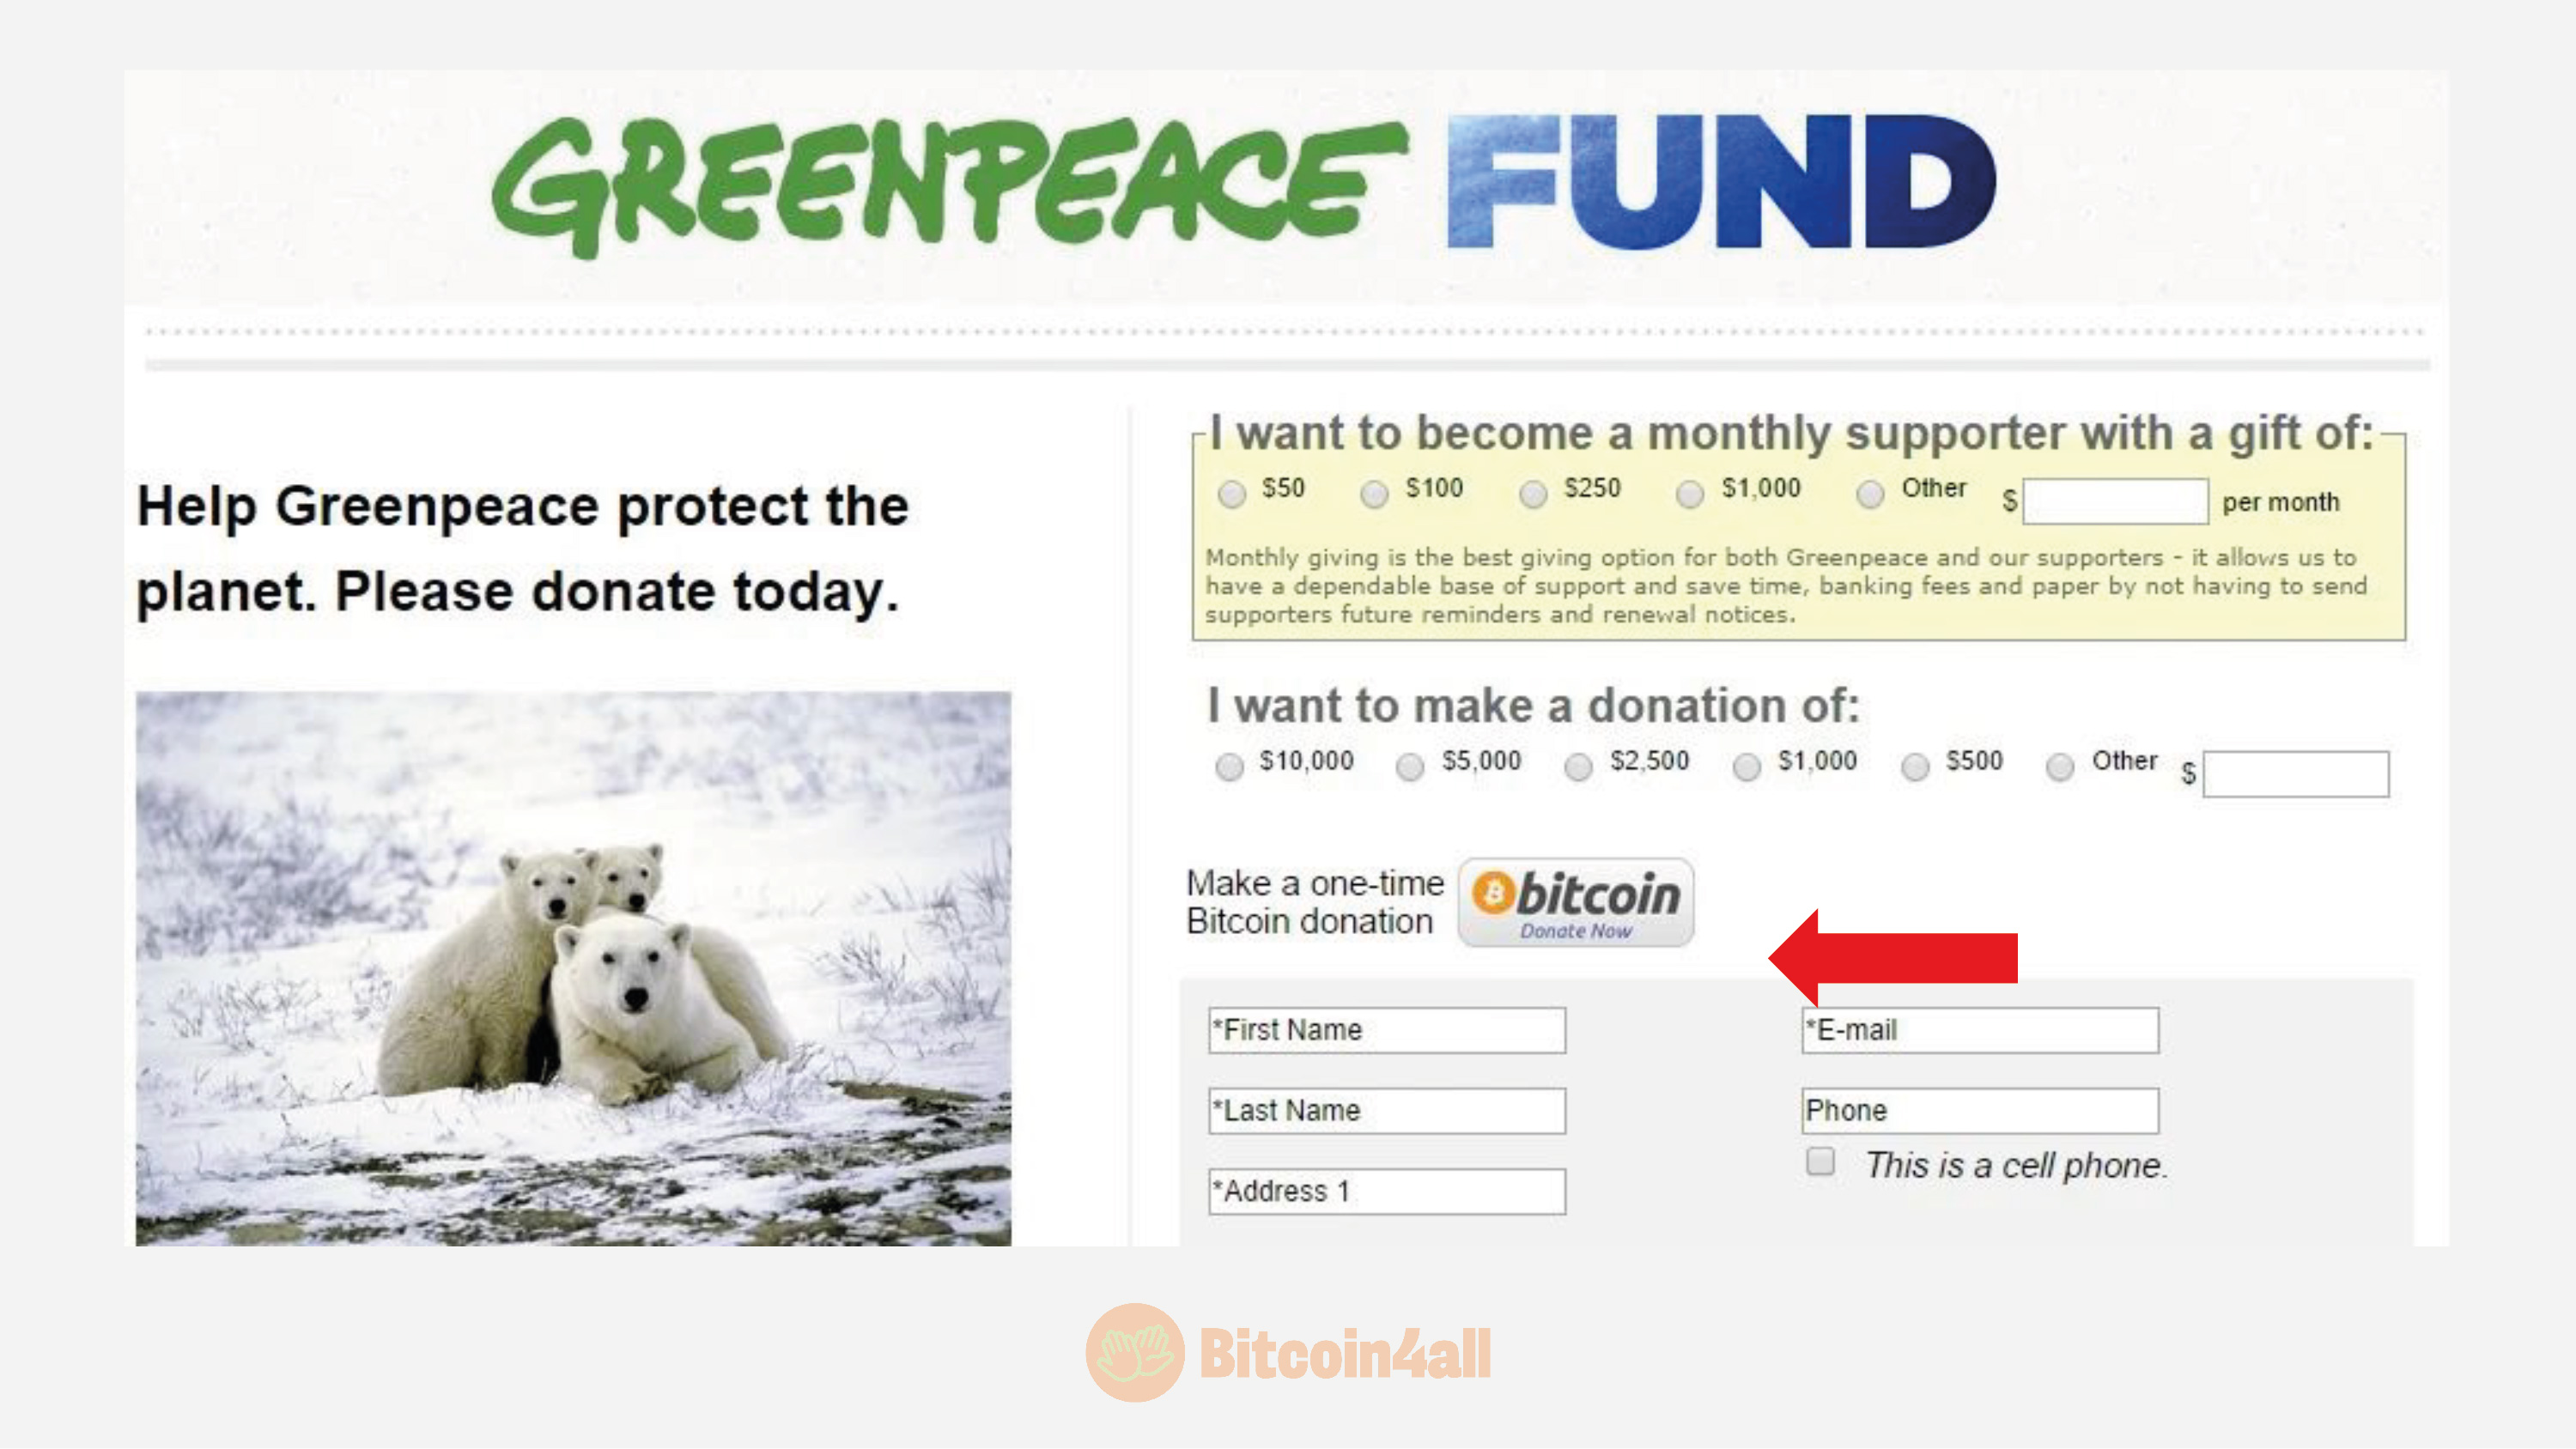 GREENPEACE FUND
Help Greenpeace protect the
planet. Please donate today.
I want to become a monthly supporter with a gift of:
$50 $100 $250 $1,000 Other $ per month
Monthly giving is the best giving option for both Greenpeace and our supporters - it allows us to
have a dependable base of support and save time, banking fees and paper by not having to send
supporters future reminders and renewal notices.
I want to make a donation of:
$10,000 $5,000 $2,500 $1,000 $500 Other $
Make a one-time
Bitcoin donation
bitcoin
Donate Now
*First Name
*E-mail
*Last Name
Phone
This is a cell phone.
*Address 1
Bitcoin4all